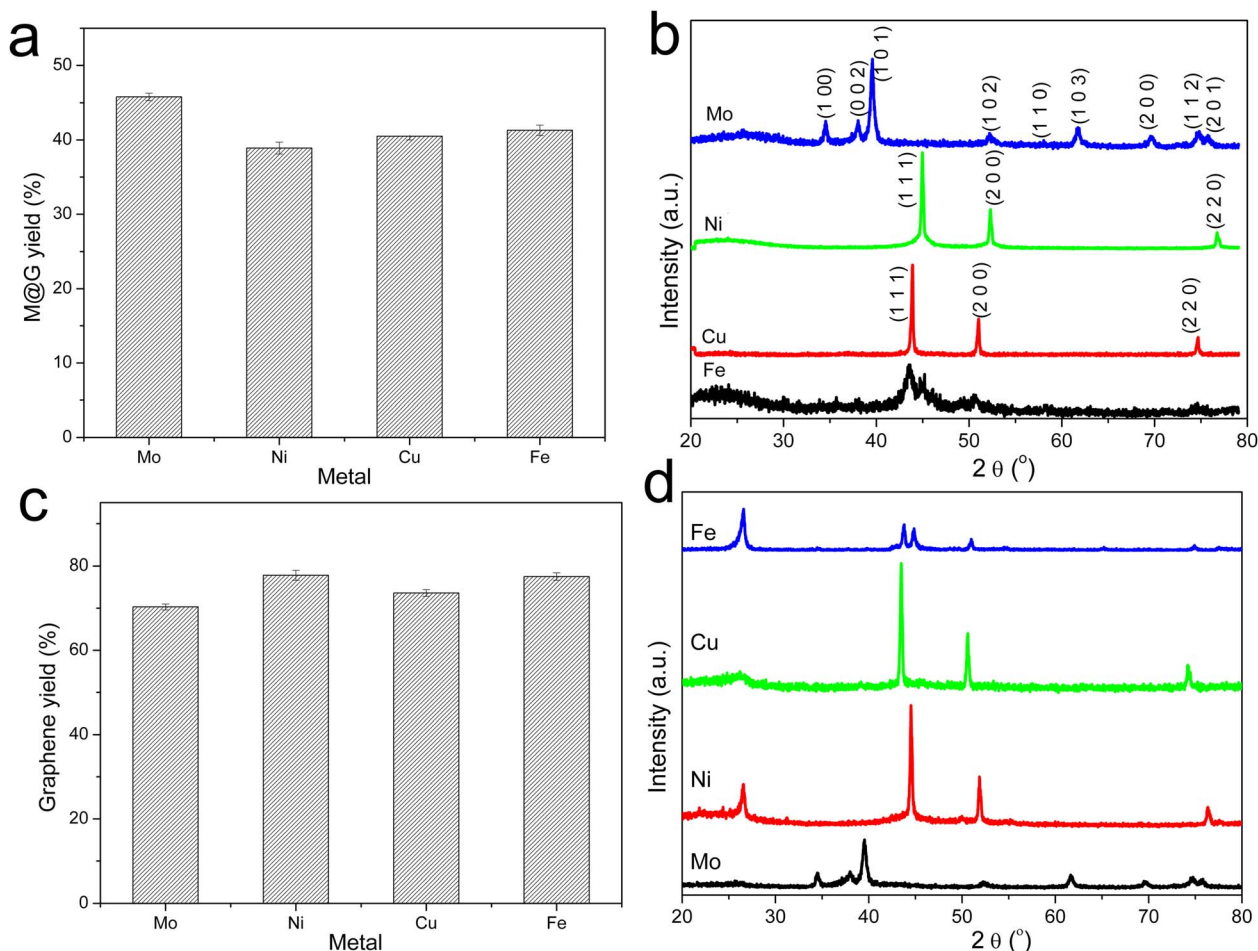 a
M@G yield (%)
50
40
30
20
10
0
Mo
Ni
Cu
Fe
Metal
b
Intensity (a.u.)
Mo
(1 00)
(0 0 2)
(1 0 1)
(1 0 2)
(1 1 0)
(1 0 3)
(2 0 0)
(1 1 2)
(2 0 1)
Ni
(1 1 1)
(2 0 0)
(2 2 0)
Cu
(1 1 1)
(2 0 0)
(2 2 0)
Fe
20
30
40
50
60
70
80
2 θ (°)
c
Graphene yield (%)
80
60
40
20
0
Mo
Ni
Cu
Fe
Metal
d
Intensity (a.u.)
Fe
Cu
Ni
Mo
20
30
40
50
60
70
80
2 θ (°)